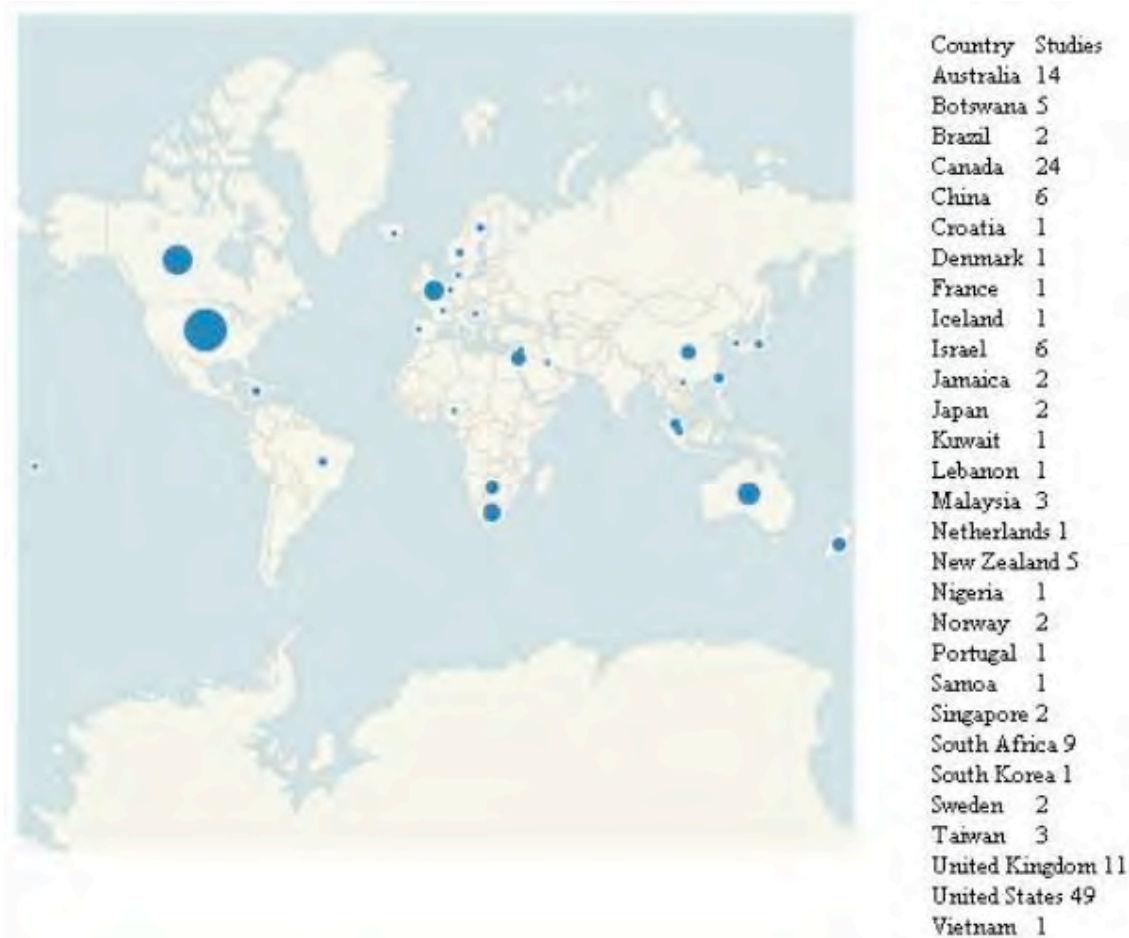 Country Studies
Australia 14
Botswana 5
Brazil 2
Canada 24
China 6
Croatia 1
Denmark 1
France 1
Iceland 1
Israel 6
Jamaica 2
Japan 2
Kuwait 1
Lebanon 1
Malaysia 3
Netherlands 1
New Zealand 5
Nigeria 1
Norway 2
Portugal 1
Samoa 1
Singapore 2
South Africa 9
South Korea 1
Sweden 2
Taiwan 3
United Kingdom 11
United States 49
Vietnam 1